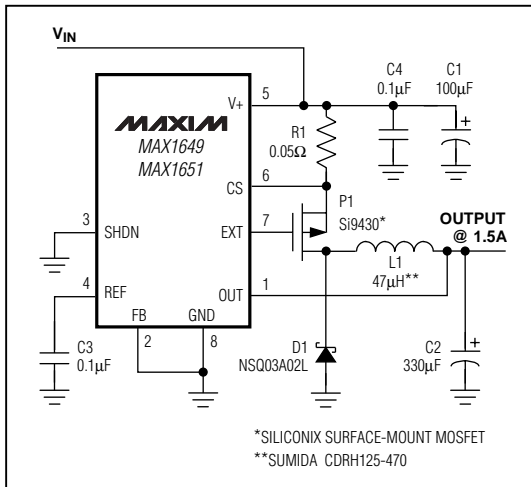 VIN
MAXIM
MAX1649
MAX1651
V+
5
CS
6
EXT
7
OUT
1
3
SHDN
4
REF
FB
2
GND
8
R1
0.05Ω
C4
0.1µF
C1
100µF
+
P1
Si9430*
OUTPUT
@ 1.5A
L1
47µH**
D1
NSQ03A02L
+
C2
330µF
C3
0.1µF
*SILICONIX SURFACE-MOUNT MOSFET
**SUMIDA CDRH125-470